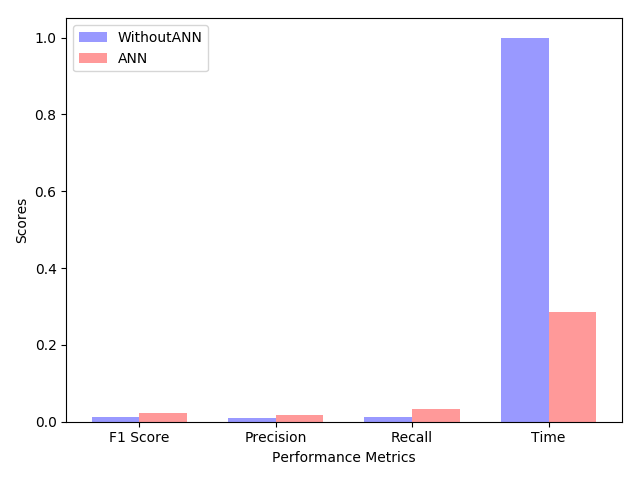 WithoutANN
ANN
1.0
0.8
0.6
0.4
0.2
0.0
Scores
F1 Score
Precision
Recall
Time
Performance Metrics